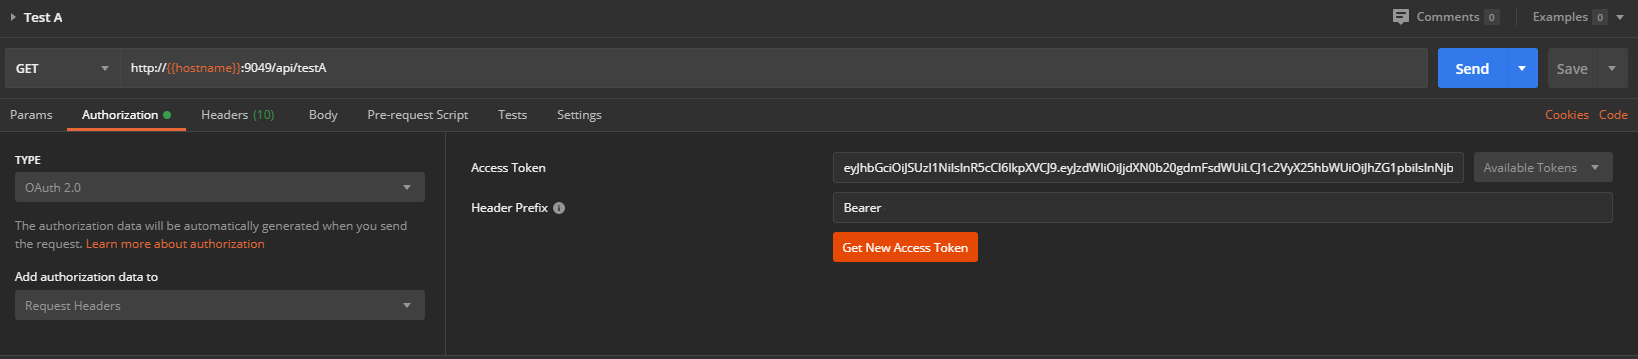 Test A
Comments 0
Examples 0
GET
http://{{hostname}}:9049/api/testA
Send
Save
Params
Authorization
Headers (10)
Body
Pre-request Script
Tests
Settings
Cookies
Code
TYPE
OAuth 2.0
The authorization data will be automatically generated when you send
the request. Learn more about authorization
Add authorization data to
Request Headers
Access Token
eyJhbGciOiJSUzI1NiIsInR5cCI6IkpXVCJ9.eyJzdWIiOiJjdXN0b20gdmFsdWUiLCJ1c2VyX25hbWUiOiJhZG1pbiIsInNjb
Available Tokens
Header Prefix
Bearer
Get New Access Token